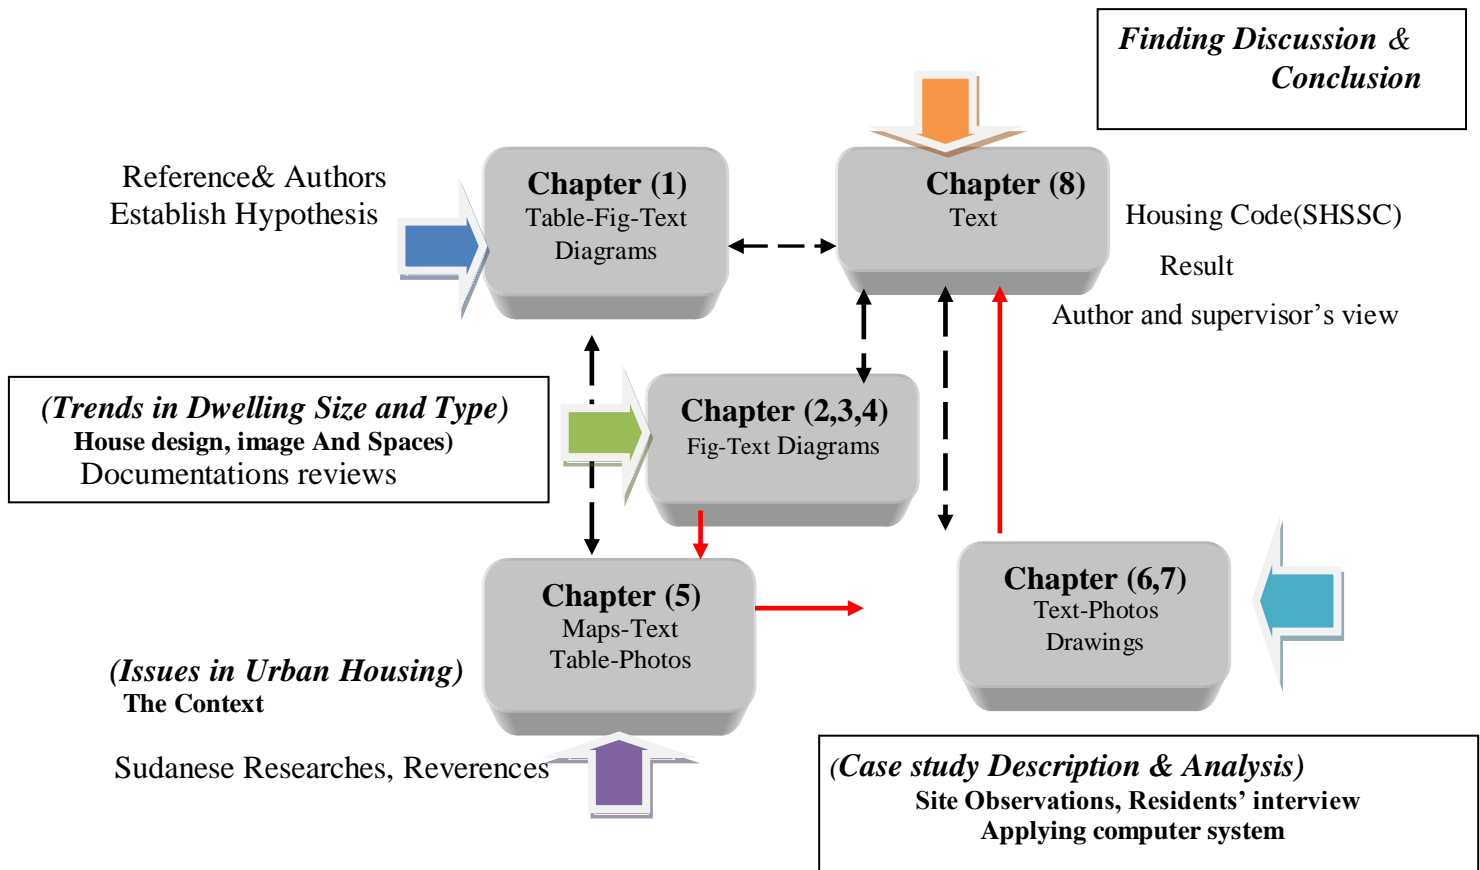 Finding Discussion &
Conclusion
Reference& Authors
Establish Hypothesis
Chapter (1)
Table-Fig-Text
Diagrams
Chapter (8)
Text
Housing Code(SHSSC)
Result
Author and supervisor's view
(Trends in Dwelling Size and Type)
House design, image And Spaces)
Documentations reviews
Chapter (2,3,4)
Fig-Text Diagrams
Chapter (5)
Maps-Text
Table-Photos
Chapter (6,7)
Text-Photos
Drawings
(Issues in Urban Housing)
The Context
Sudanese Researches, Reverences
(Case study Description & Analysis)
Site Observations, Residents' interview
Applying computer system